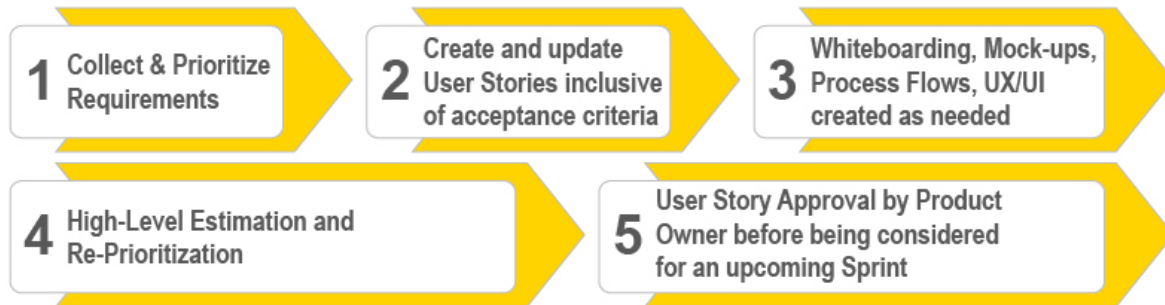 1
Collect & Prioritize
Requirements
2
Create and update
User Stories inclusive
of acceptance criteria
3
Whiteboarding, Mock-ups,
Process Flows, UX/UI
created as needed
4
High-Level Estimation and
Re-Prioritization
5
User Story Approval by Product
Owner before being considered
for an upcoming Sprint